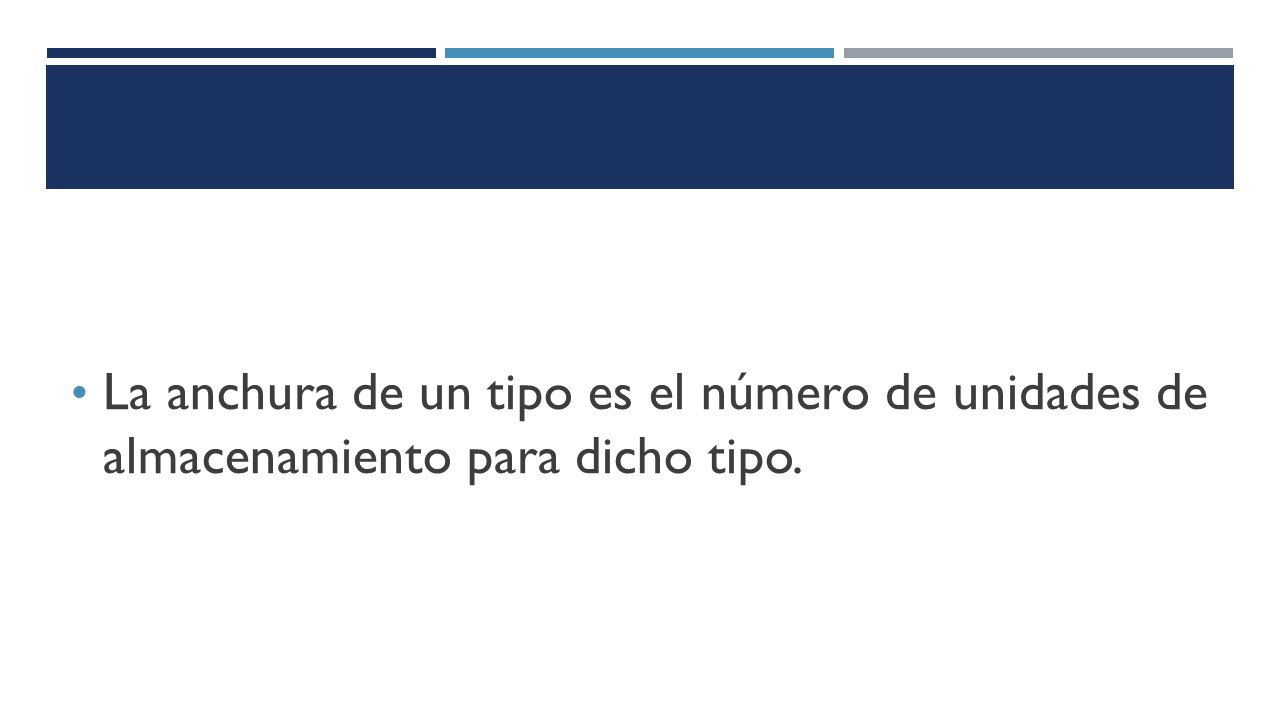 • La anchura de un tipo es el número de unidades de
almacenamiento para dicho tipo.